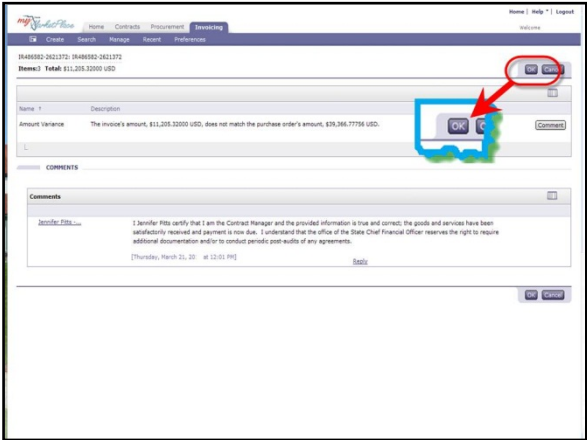 Home | Help | Logout
my MarketPlace Home Contracts Procurement Invoicing Welcome
Create Search Manage Recent Preferences
IR486582-2621372: IR486582-2621372
Items:3 Total: $11,205.32000 USD
OK Cancel
Name ↑ Description
Amount Variance The invoice's amount, $11,205.32000 USD, does not match the purchase order's amount, $39,366.77756 USD. OK C Comment
COMMENTS
Comments
Jennifer Pitts -... I Jennifer Pitts certify that I am the Contract Manager and the provided information is true and correct; the goods and services have been
satisfactorily received and payment is now due. I understand that the office of the State Chief Financial Officer reserves the right to require
additional documentation and/or to conduct periodic post-audits of any agreements.
[Thursday, March 21, 20 at 12:01 PM] Reply
OK Cancel